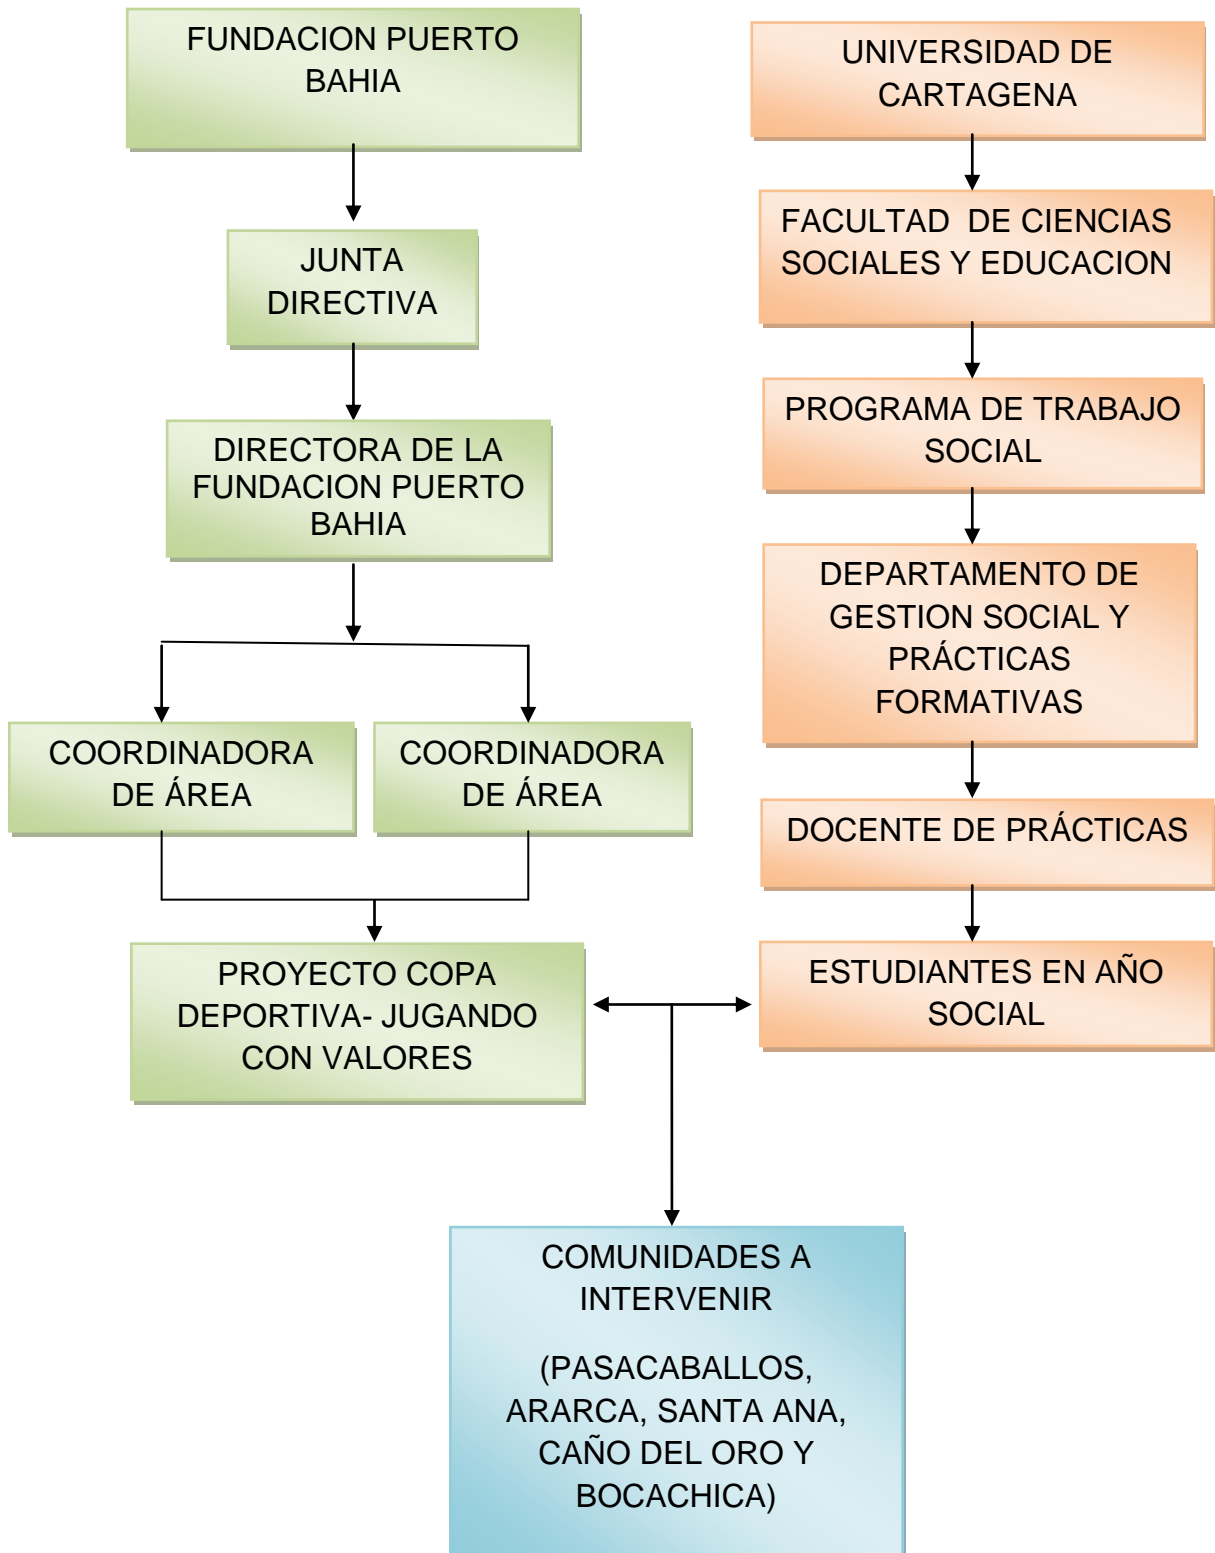 FUNDACION PUERTO
BAHIA
JUNTA
DIRECTIVA
DIRECTORA DE LA
FUNDACION PUERTO
BAHIA
COORDINADORA
DE ÁREA
COORDINADORA
DE ÁREA
PROYECTO COPA
DEPORTIVA- JUGANDO
CON VALORES
UNIVERSIDAD DE
CARTAGENA
FACULTAD DE CIENCIAS
SOCIALES Y EDUCACION
PROGRAMA DE TRABAJO
SOCIAL
DEPARTAMENTO DE
GESTION SOCIAL Y
PRÁCTICAS
FORMATIVAS
DOCENTE DE PRÁCTICAS
ESTUDIANTES EN AÑO
SOCIAL
COMUNIDADES A
INTERVENIR
(PASACABALLOS,
ARARCA, SANTA ANA,
CAÑO DEL ORO Y
BOCACHICA)